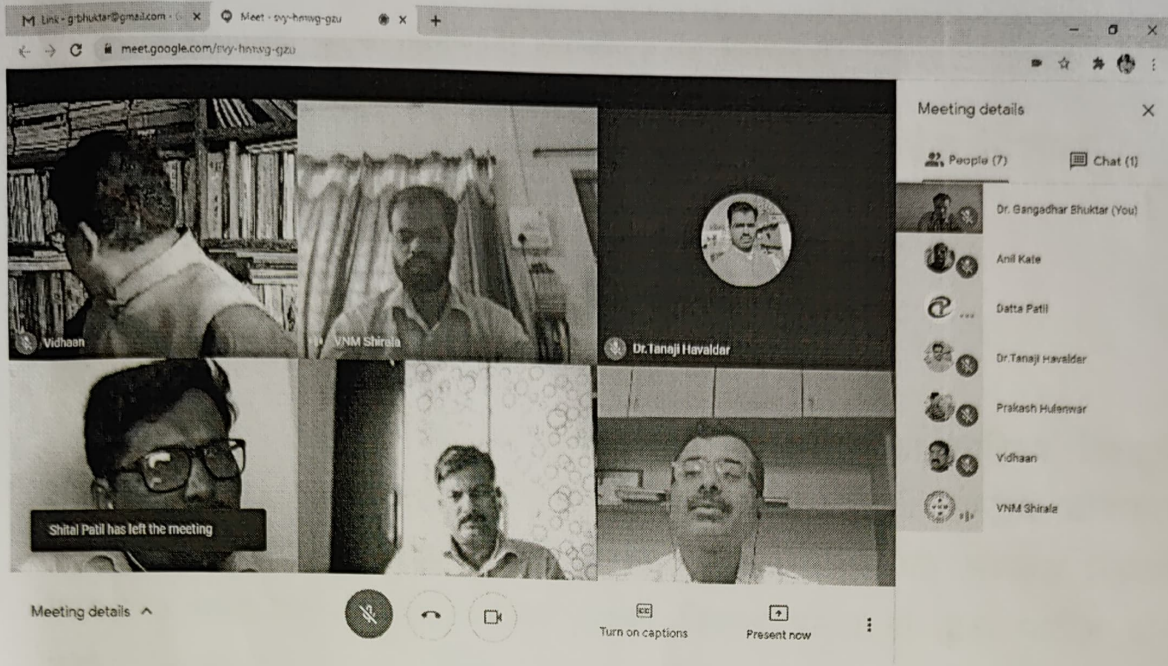 Link - grbhuktar@gmail.com - G
Meet - svy-hmwg-gzu
meet.google.com/svy-hmwg-gzu
Meeting details
People (7)
Chat (1)
Dr. Gangadhar Bhuktar (You)
Anil Kate
Datta Patil
Dr.Tanaji Havaldar
Prakash Hulenwar
Vidhaan
VNM Shirala
Vidhaan
VNM Shirala
Dr.Tanaji Havaldar
Shital Patil has left the meeting
Meeting details
CC
Turn on captions
Present now